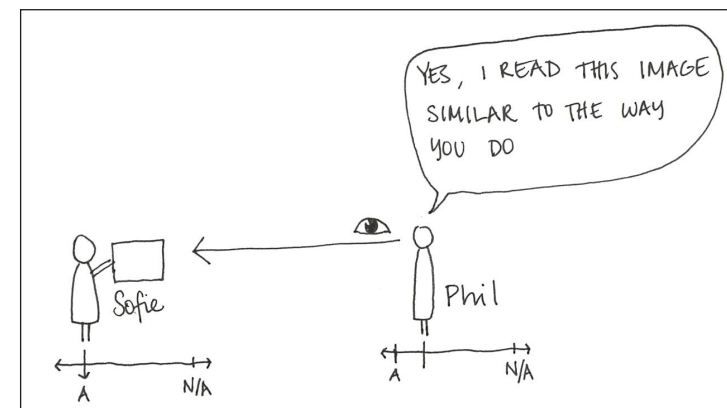 YES, I READ THIS IMAGE
SIMILAR TO THE WAY
YOU DO
Sofie
Phil
A
N/A
A
N/A